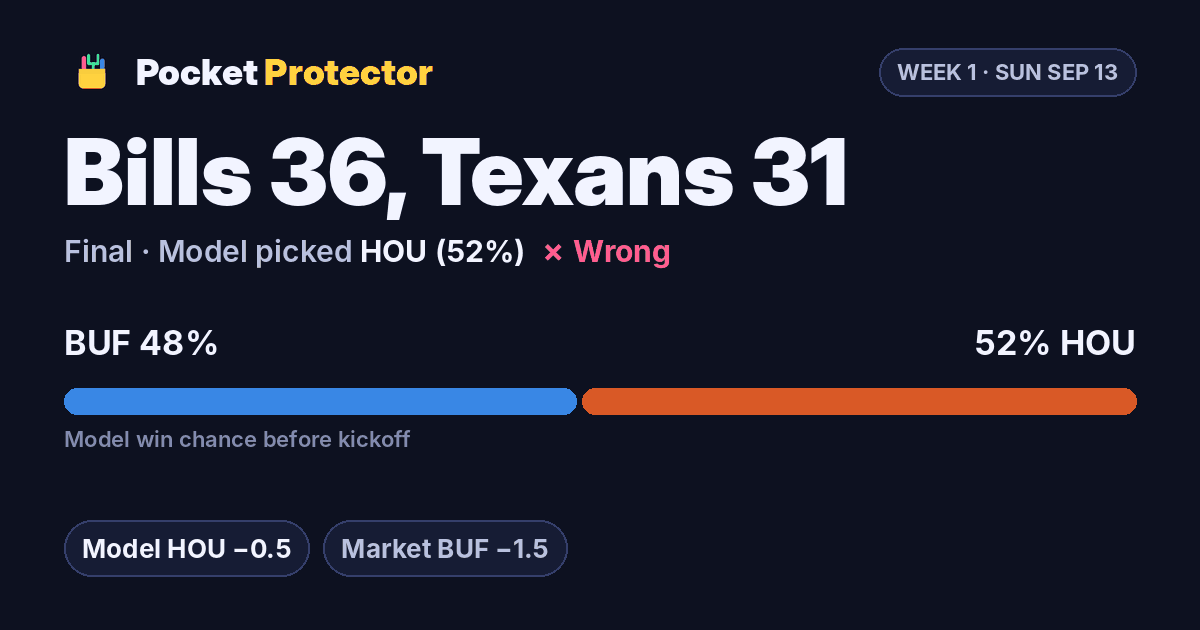 Pocket Protector
WEEK 1 · SUN SEP 13
Bills 36, Texans 31
Final · Model picked HOU (52%) × Wrong
BUF 48%
52% HOU
Model win chance before kickoff
Model HOU −0.5
Market BUF −1.5